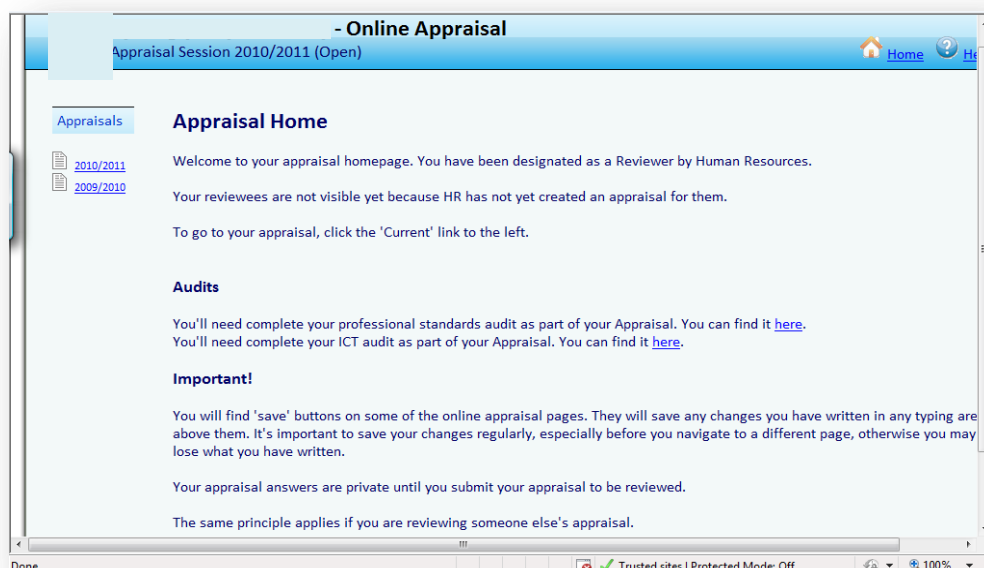 - Online Appraisal
Appraisal Session 2010/2011 (Open)
Home
Appraisals
2010/2011
2009/2010
Appraisal Home
Welcome to your appraisal homepage. You have been designated as a Reviewer by Human Resources.
Your reviewees are not visible yet because HR has not yet created an appraisal for them.
To go to your appraisal, click the 'Current' link to the left.
Audits
You'll need complete your professional standards audit as part of your Appraisal. You can find it here.
You'll need complete your ICT audit as part of your Appraisal. You can find it here.
Important!
You will find 'save' buttons on some of the online appraisal pages. They will save any changes you have written in any typing are
above them. It's important to save your changes regularly, especially before you navigate to a different page, otherwise you may
lose what you have written.
Your appraisal answers are private until you submit your appraisal to be reviewed.
The same principle applies if you are reviewing someone else's appraisal.
Done
Trusted sites | Protected Mode: Off
100%